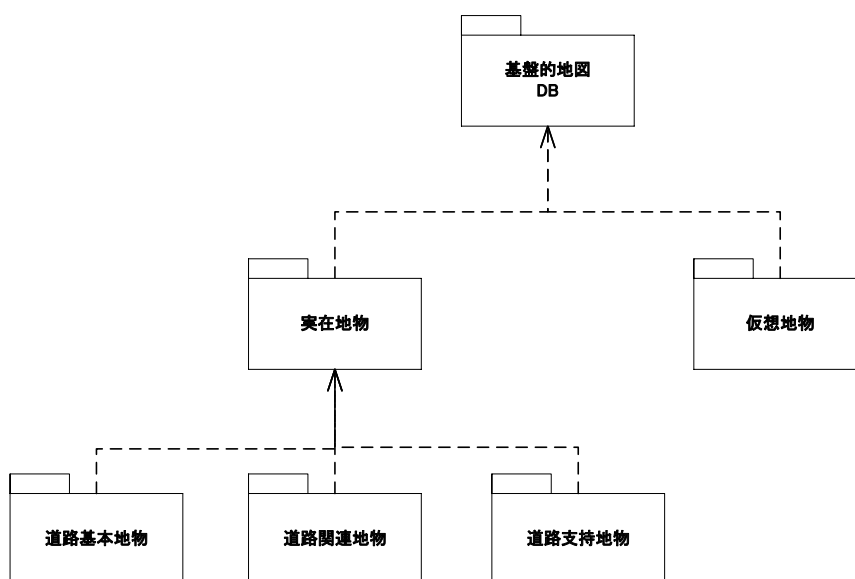 基盤的地図
DB
実在地物
仮想地物
道路基本地物
道路関連地物
道路支持地物